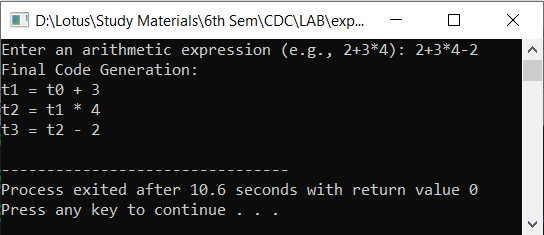 D:\Lotus\Study Materials\6th Sem\CDC\LAB\exp...
Enter an arithmetic expression (e.g., 2+3*4): 2+3*4-2
Final Code Generation:
t1 = t0 + 3
t2 = t1 * 4
t3 = t2 - 2
--------------------------------
Process exited after 10.6 seconds with return value 0
Press any key to continue . . .